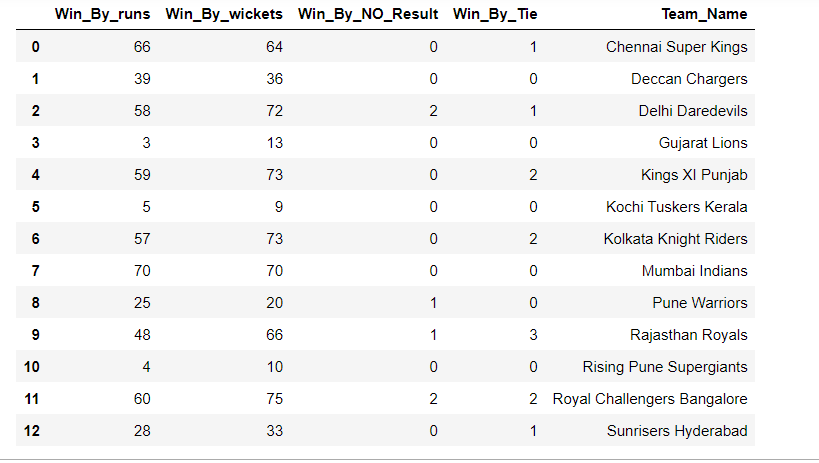 Win_By_runs Win_By_wickets Win_By_NO_Result Win_By_Tie Team_Name
0 66 64 0 1 Chennai Super Kings
1 39 36 0 0 Deccan Chargers
2 58 72 2 1 Delhi Daredevils
3 3 13 0 0 Gujarat Lions
4 59 73 0 2 Kings XI Punjab
5 5 9 0 0 Kochi Tuskers Kerala
6 57 73 0 2 Kolkata Knight Riders
7 70 70 0 0 Mumbai Indians
8 25 20 1 0 Pune Warriors
9 48 66 1 3 Rajasthan Royals
10 4 10 0 0 Rising Pune Supergiants
11 60 75 2 2 Royal Challengers Bangalore
12 28 33 0 1 Sunrisers Hyderabad